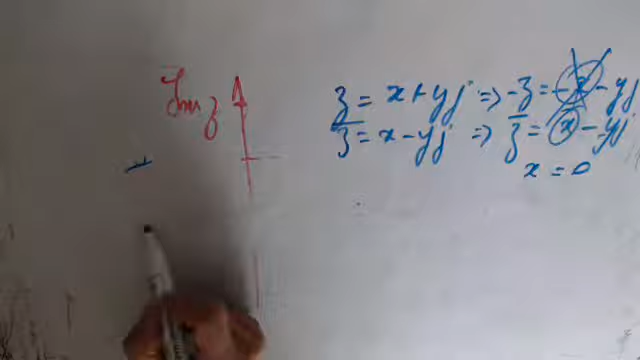 Im z
z = x + yj ⇒ -z = -x - yj
z̅ = x - yj ⇒ z̅ = x - yj
x = 0